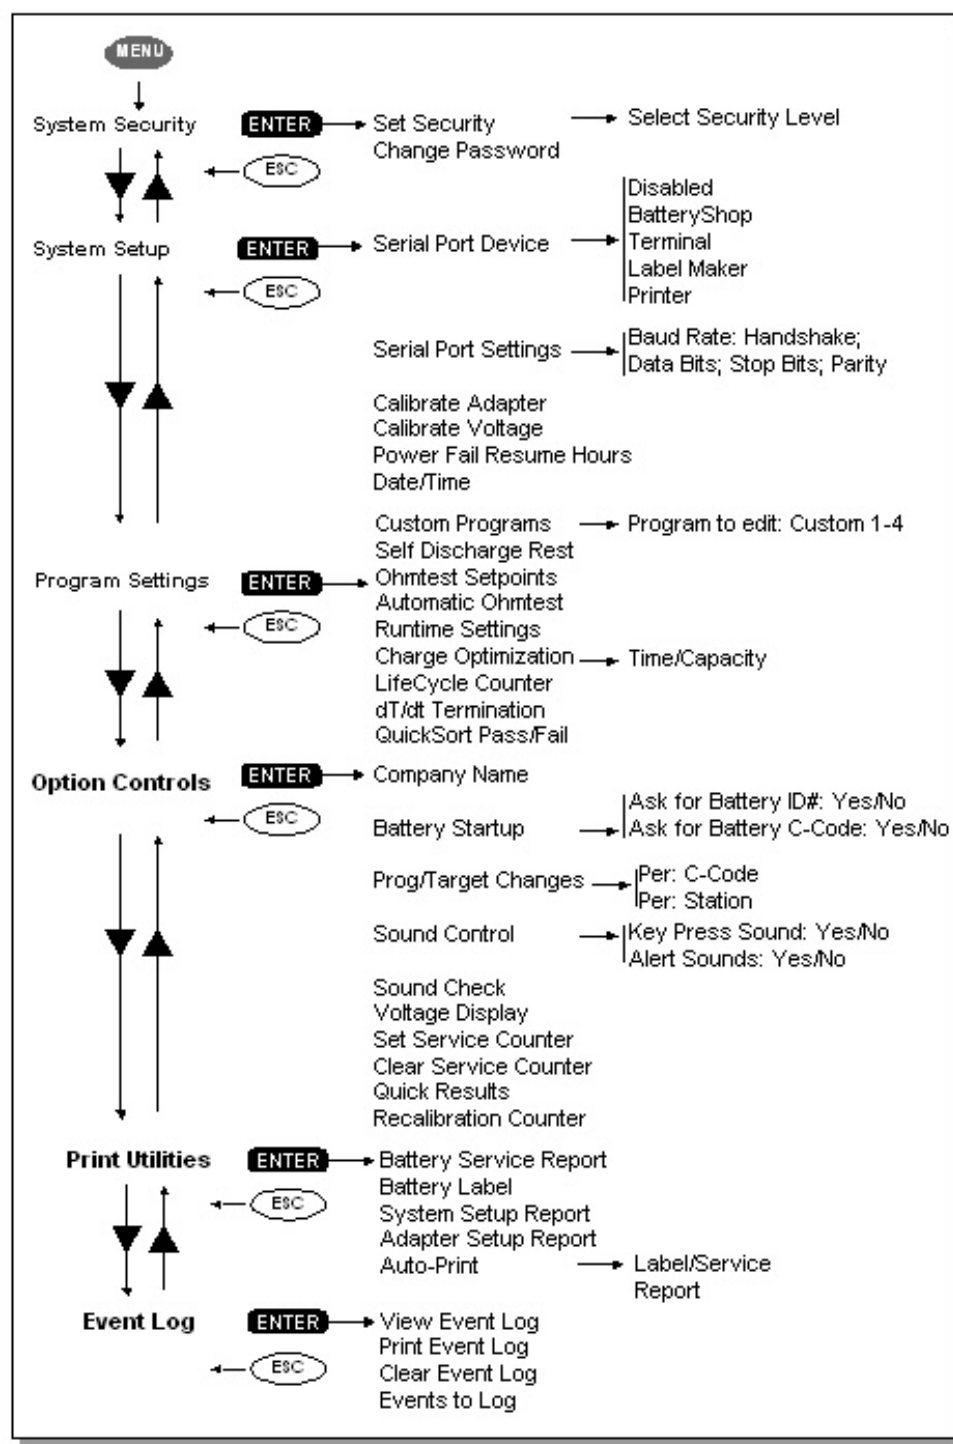 MENU
System Security
ENTER
Set Security
Change Password
Select Security Level
ESC
System Setup
ENTER
Serial Port Device
Disabled
BatteryShop
Terminal
Label Maker
Printer
ESC
Serial Port Settings
Baud Rate: Handshake;
Data Bits; Stop Bits; Parity
Calibrate Adapter
Calibrate Voltage
Power Fail Resume Hours
Date/Time
Program Settings
ENTER
ESC
Custom Programs
Program to edit: Custom 1-4
Self Discharge Rest
Ohmtest Setpoints
Automatic Ohmtest
Runtime Settings
Charge Optimization
Time/Capacity
LifeCycle Counter
dT/dt Termination
QuickSort Pass/Fail
Option Controls
ENTER
Company Name
ESC
Battery Startup
Ask for Battery ID#: Yes/No
Ask for Battery C-Code: Yes/No
Prog/Target Changes
Per: C-Code
Per: Station
Sound Control
Key Press Sound: Yes/No
Alert Sounds: Yes/No
Sound Check
Voltage Display
Set Service Counter
Clear Service Counter
Quick Results
Recalibration Counter
Print Utilities
ENTER
Battery Service Report
ESC
Battery Label
System Setup Report
Adapter Setup Report
Auto-Print
Label/Service
Report
Event Log
ENTER
View Event Log
ESC
Print Event Log
Clear Event Log
Events to Log